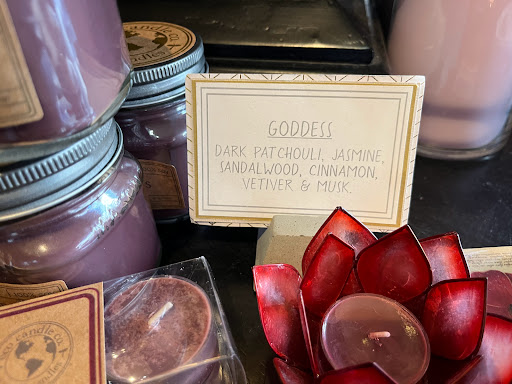 GODDESS
DARK PATCHOULI, JASMINE,
SANDALWOOD, CINNAMON,
VETIVER & MUSK.